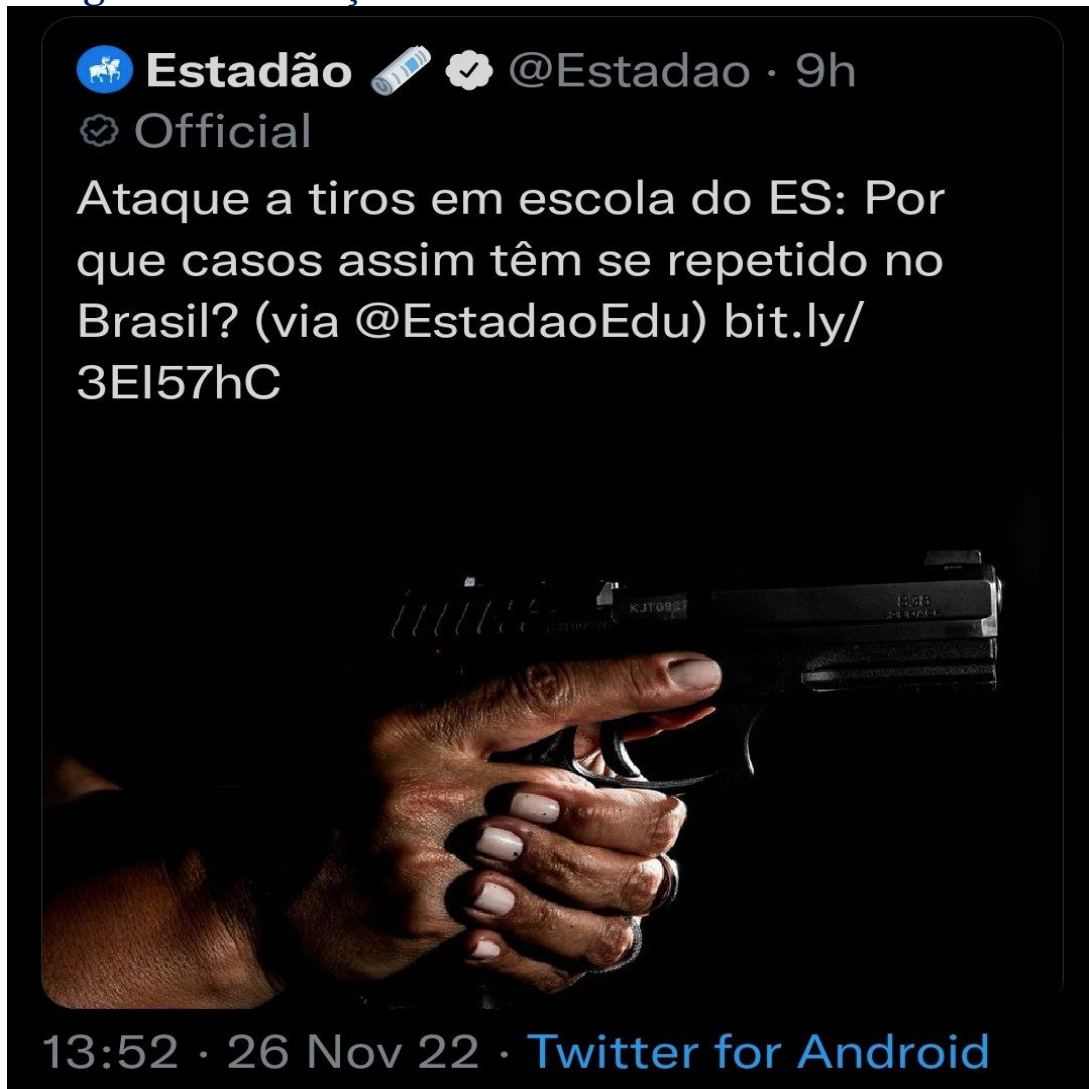 Estadão @Estadao · 9h
Official
Ataque a tiros em escola do ES: Por
que casos assim têm se repetido no
Brasil? (via @EstadaoEdu) bit.ly/
3EI57hC
838
13:52 · 26 Nov 22 · Twitter for Android